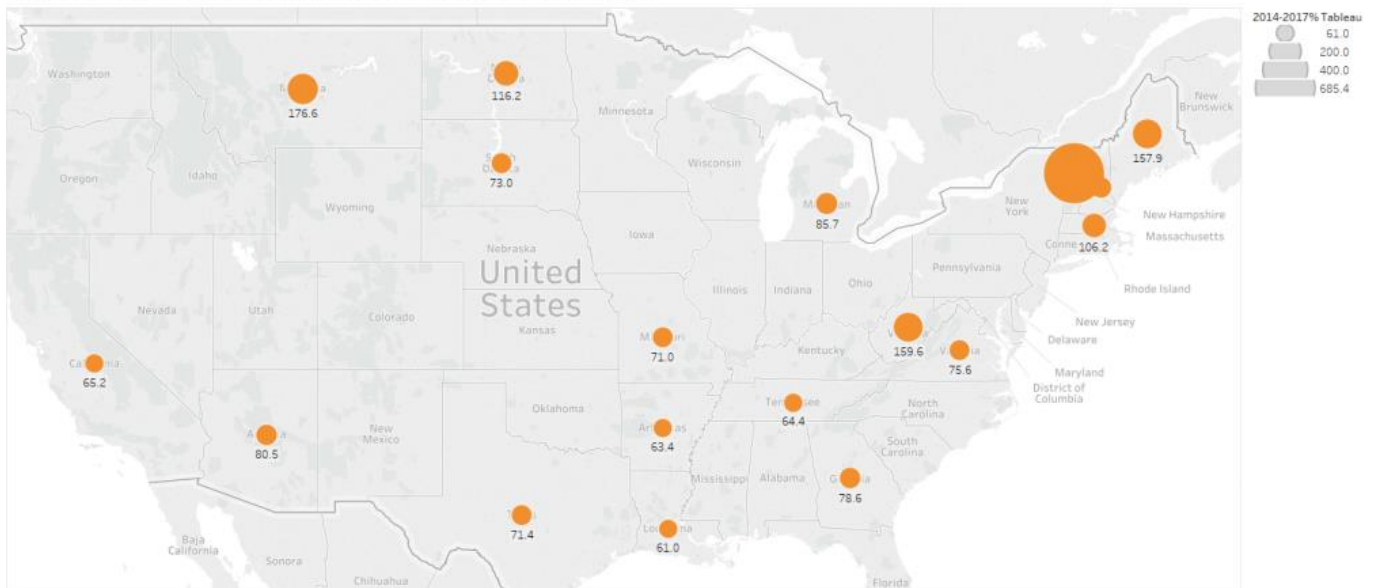 2014-2017% Tableau
61.0
200.0
400.0
685.4
Washington
Oregon
Idaho
176.6
Wyoming
116.2
73.0
Minnesota
Wisconsin
85.7
New
Brunswick
157.9
New
York
New Hampshire
Massachusetts
106.2
Rhode Island
Pennsylvania
New Jersey
Delaware
Maryland
District of
Columbia
Nebraska
Iowa
United
States
Illinois
Indiana
Ohio
Nevada
Utah
Colorado
Kansas
71.0
Kentucky
159.6
75.6
65.2
80.5
New
Mexico
Oklahoma
63.4
64.4
North
Carolina
South
Carolina
Mississippi
Alabama
78.6
71.4
61.0
Baja
California
Sonora
Chihuahua
Florida